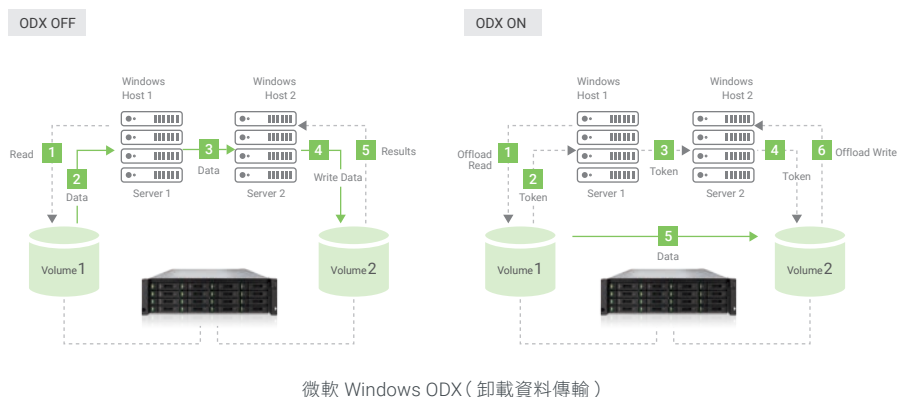 ODX OFF
Windows
Host 1
Windows
Host 2
Read
1
2
Data
3
Data
4
Write Data
5
Results
Server 1
Server 2
Volume1
Volume2
ODX ON
Windows
Host 1
Windows
Host 2
Offload
Read
1
2
Token
3
Token
4
Token
6
Offload Write
Server 1
Server 2
5
Data
Volume1
Volume2
微軟 Windows ODX( 卸載資料傳輸 )